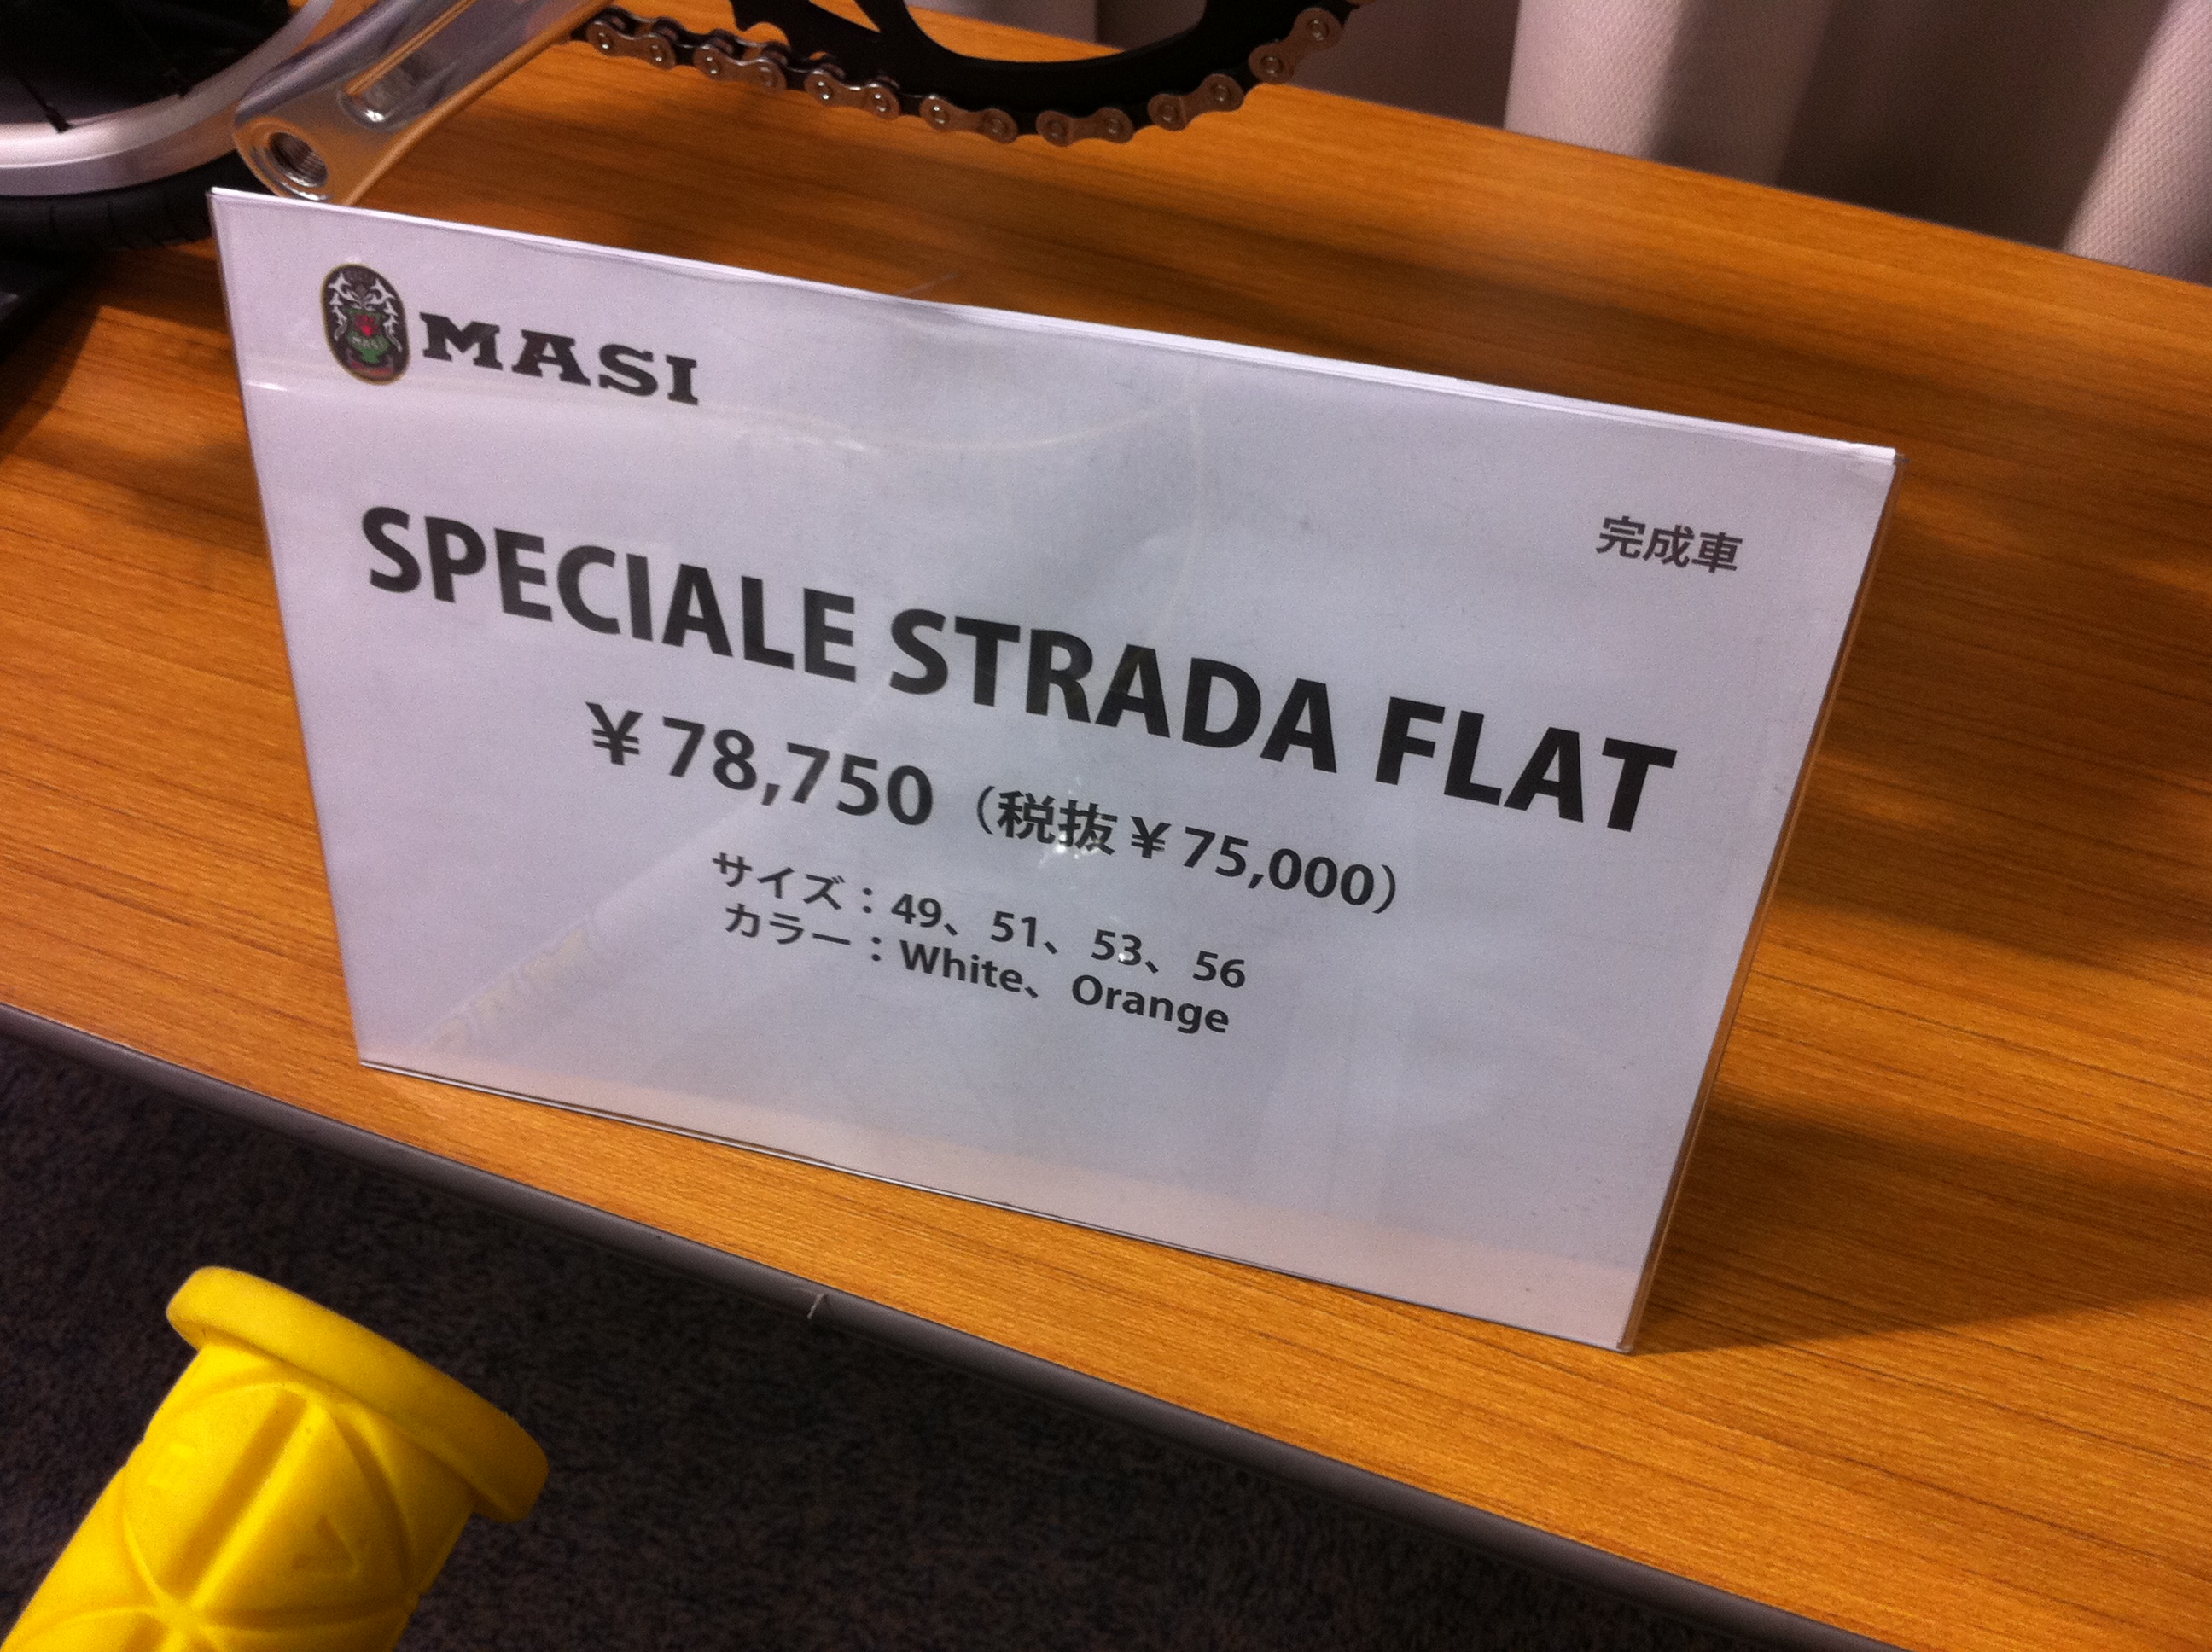 MASI
MASI
完成車
SPECIALE STRADA FLAT
¥78,750（税抜¥75,000）
サイズ：49、51、53、56
カラー：White、Orange